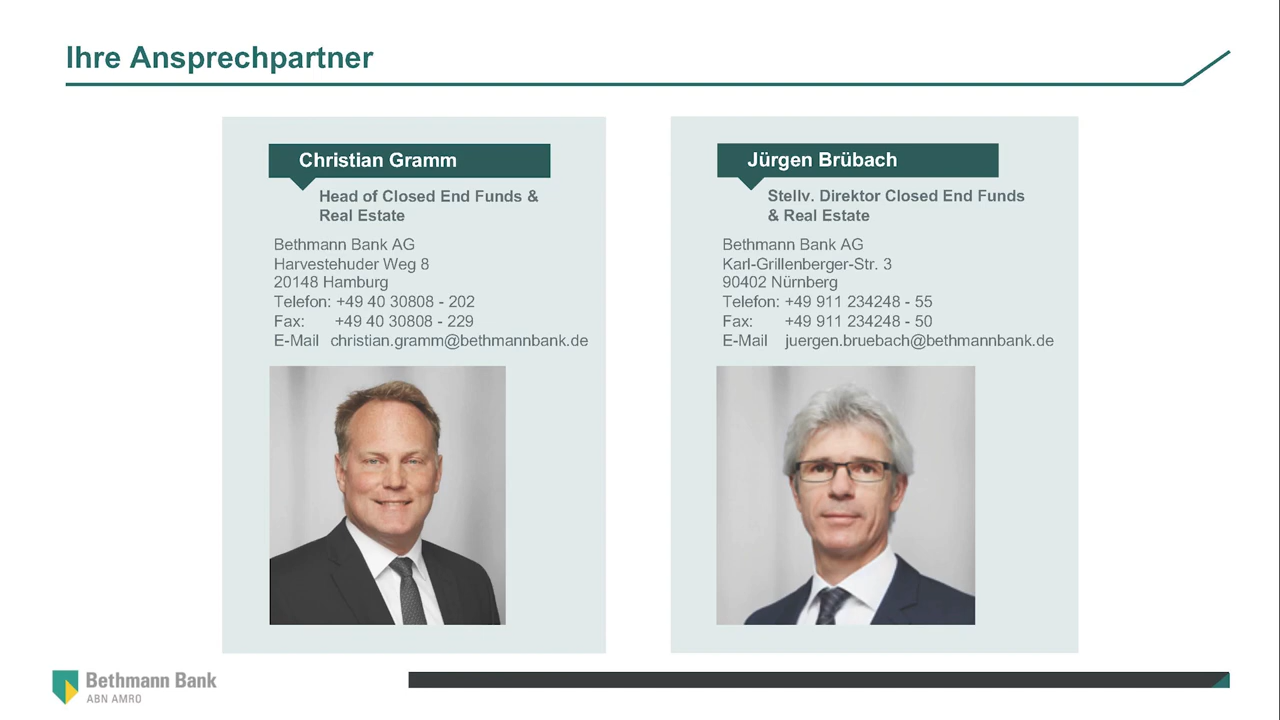 Ihre Ansprechpartner
Christian Gramm
Head of Closed End Funds &
Real Estate
Bethmann Bank AG
Harvestehuder Weg 8
20148 Hamburg
Telefon: +49 40 30808 - 202
Fax: +49 40 30808 - 229
E-Mail christian.gramm@bethmannbank.de
Jürgen Brübach
Stellv. Direktor Closed End Funds
& Real Estate
Bethmann Bank AG
Karl-Grillenberger-Str. 3
90402 Nürnberg
Telefon: +49 911 234248 - 55
Fax: +49 911 234248 - 50
E-Mail juergen.bruebach@bethmannbank.de
Bethmann Bank
ABN AMRO